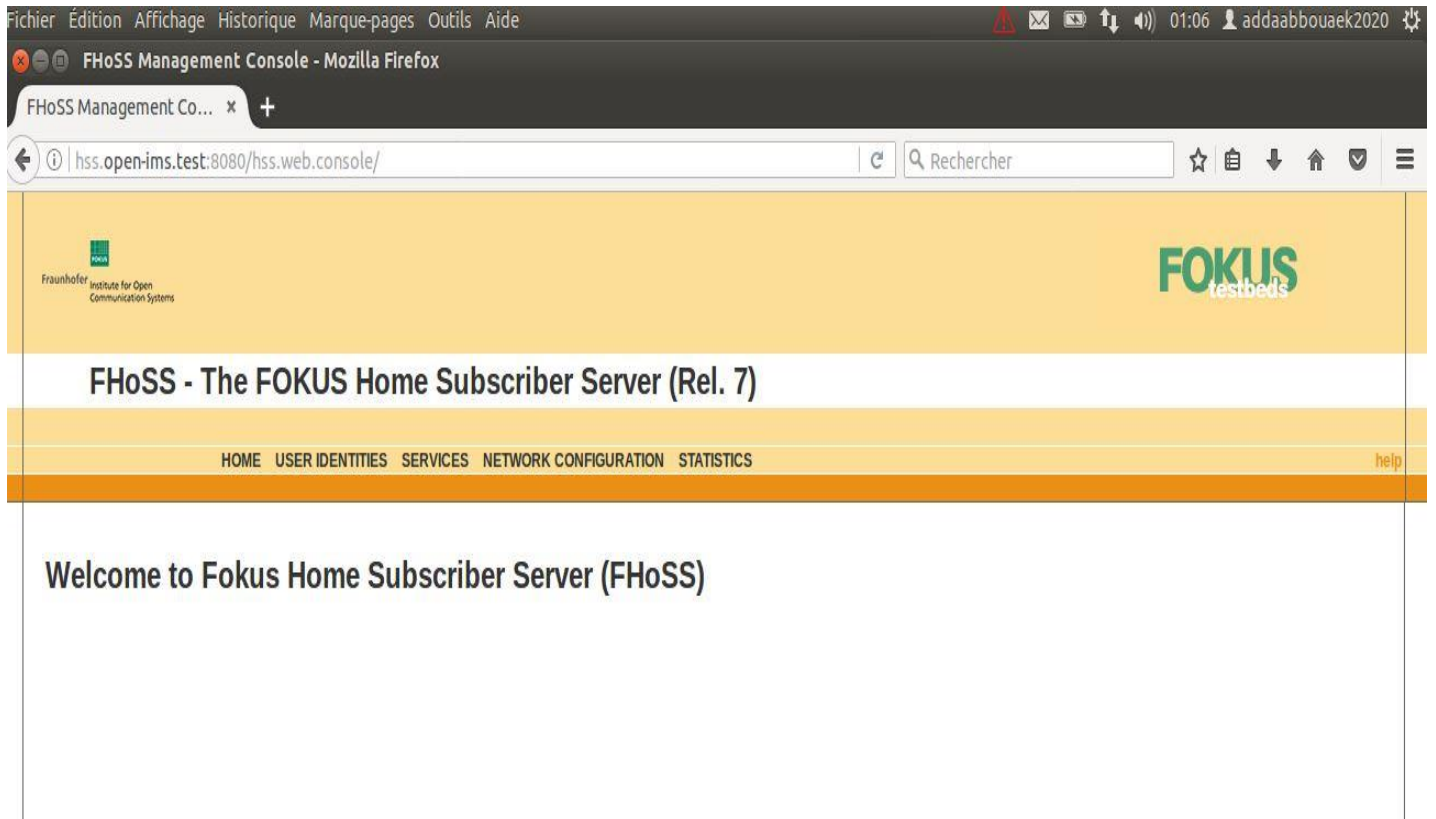 Fichier Édition Affichage Historique Marque-pages Outils Aide
01:06 addaabbouaek2020
FHoSS Management Console - Mozilla Firefox
FHoSS Management Co... × +
hss.open-ims.test:8080/hss.web.console/
Rechercher
FOKUS
Fraunhofer Institute for Open
Communication Systems
FOKUS
testbeds
FHoSS - The FOKUS Home Subscriber Server (Rel. 7)
HOME USER IDENTITIES SERVICES NETWORK CONFIGURATION STATISTICS
help
Welcome to Fokus Home Subscriber Server (FHoSS)